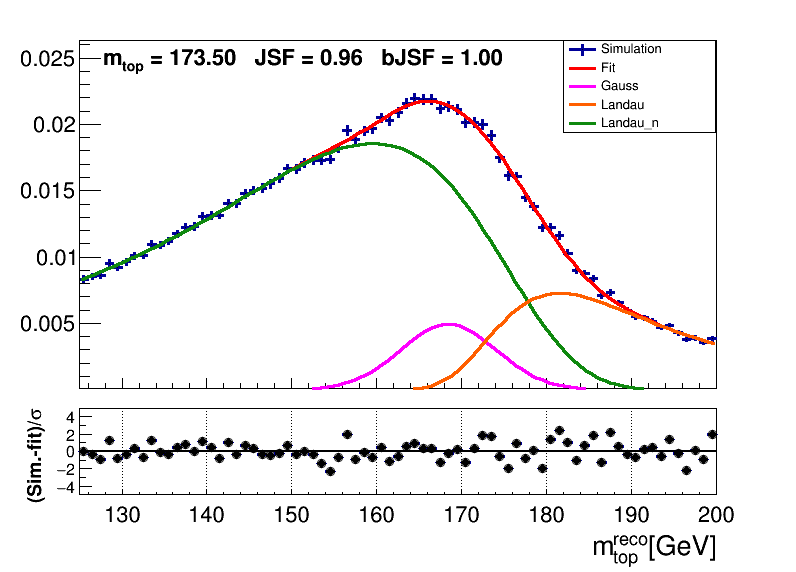 m_top = 173.50 JSF = 0.96 bJSF = 1.00
Simulation
Fit
Gauss
Landau
Landau_n
0.025
0.02
0.015
0.01
0.005
(Sim.-fit)/σ
4
2
0
−2
−4
130 140 150 160 170 180 190 200
m_top^reco[GeV]